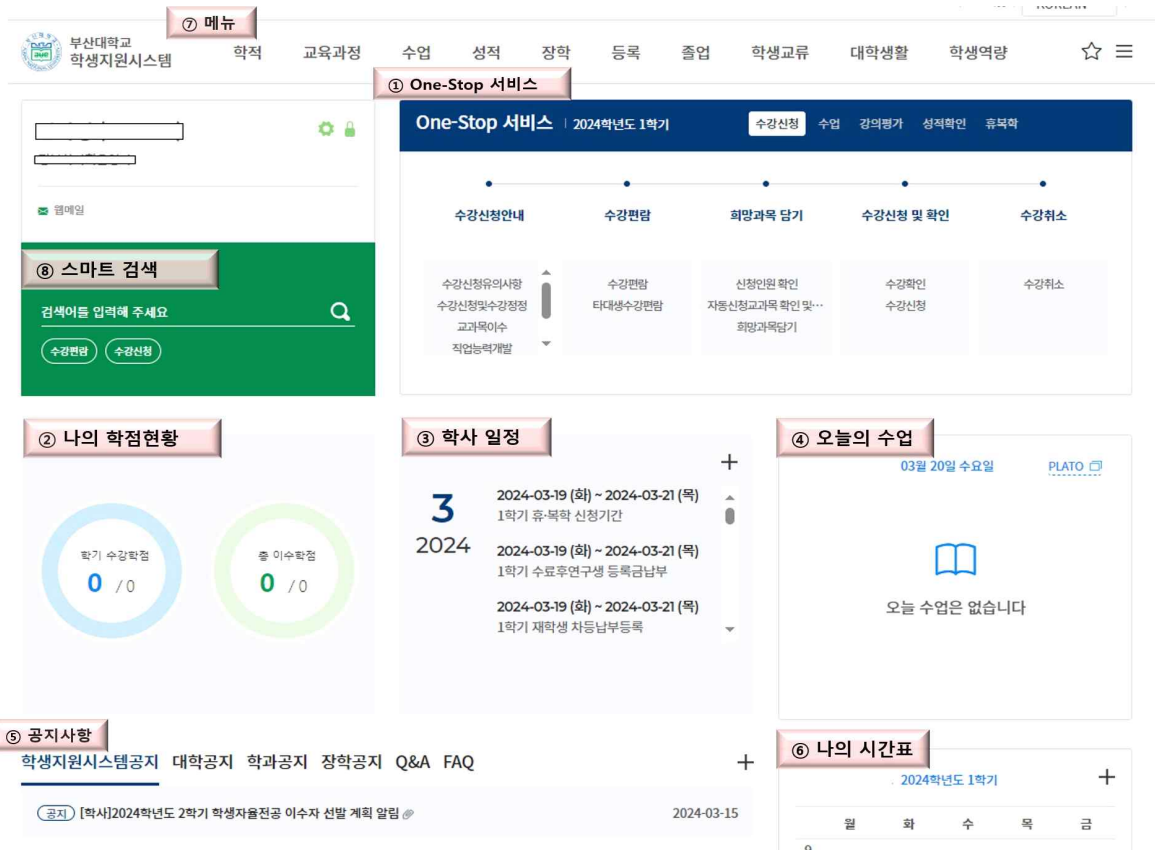 KOREAN
⑦ 메뉴
부산대학교
학생지원시스템
학적 교육과정 수업 성적 장학 등록 졸업 학생교류 대학생활 학생역량
① One-Stop 서비스
One-Stop 서비스 | 2024학년도 1학기 수강신청 수업 강의평가 성적확인 휴복학
웹메일
수강신청안내 수강편람 희망과목 담기 수강신청 및 확인 수강취소
수강신청유의사항 수강편람 신청인원 확인 수강확인 수강취소
수강신청및수강정정 타대생수강편람 자동신청교과목 확인 및… 수강신청
교과목이수 희망과목담기
직업능력개발
⑧ 스마트 검색
검색어를 입력해 주세요
수강편람 수강신청
② 나의 학점현황
학기 수강학점 총 이수학점
0 / 0 0 / 0
③ 학사 일정
3
2024
2024-03-19 (화) ~ 2024-03-21 (목)
1학기 휴·복학 신청기간
2024-03-19 (화) ~ 2024-03-21 (목)
1학기 수료후연구생 등록금납부
2024-03-19 (화) ~ 2024-03-21 (목)
1학기 재학생 차등납부등록
④ 오늘의 수업
03월 20일 수요일 PLATO
오늘 수업은 없습니다
⑤ 공지사항
학생지원시스템공지 대학공지 학과공지 장학공지 Q&A FAQ
공지 [학사]2024학년도 2학기 학생자율전공 이수자 선발 계획 알림 2024-03-15
⑥ 나의 시간표
2024학년도 1학기
월 화 수 목 금
9